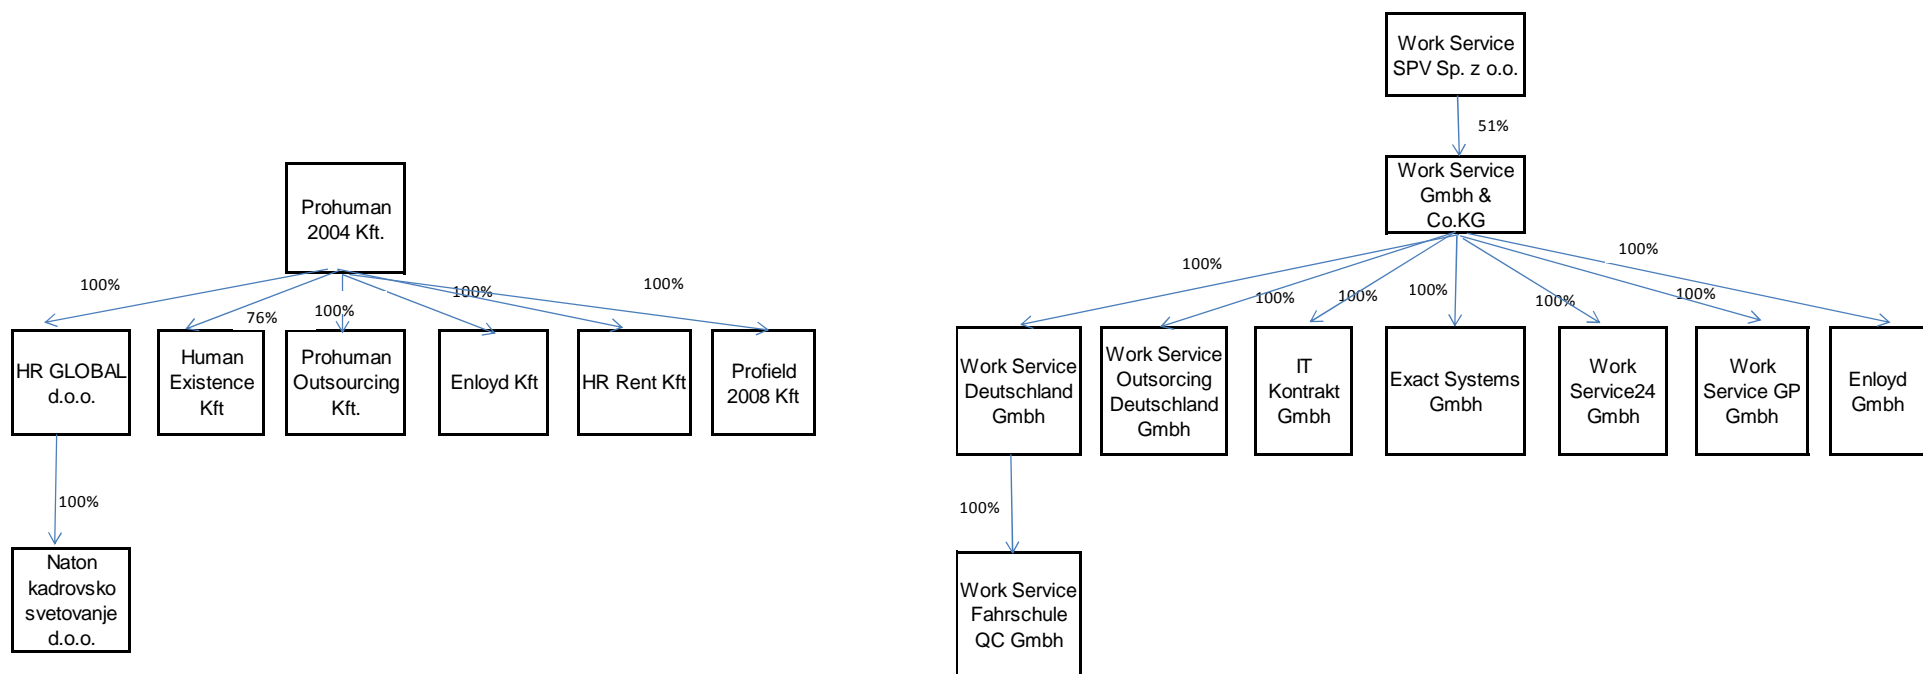 Work Service
SPV Sp. z o.o.
51%
Work Service
Gmbh &
Co.KG
Prohuman
2004 Kft.
100%
76%
100%
100%
100%
HR GLOBAL
d.o.o.
Human
Existence
Kft
Prohuman
Outsourcing
Kft.
Enloyd Kft
HR Rent Kft
Profield
2008 Kft
100%
Naton
kadrovsko
svetovanje
d.o.o.
100%
100%
100%
100%
100%
100%
100%
Work Service
Deutschland
Gmbh
Work Service
Outsorcing
Deutschland
Gmbh
IT
Kontrakt
Gmbh
Exact Systems
Gmbh
Work
Service24
Gmbh
Work
Service GP
Gmbh
Enloyd
Gmbh
100%
Work Service
Fahrschule
QC Gmbh